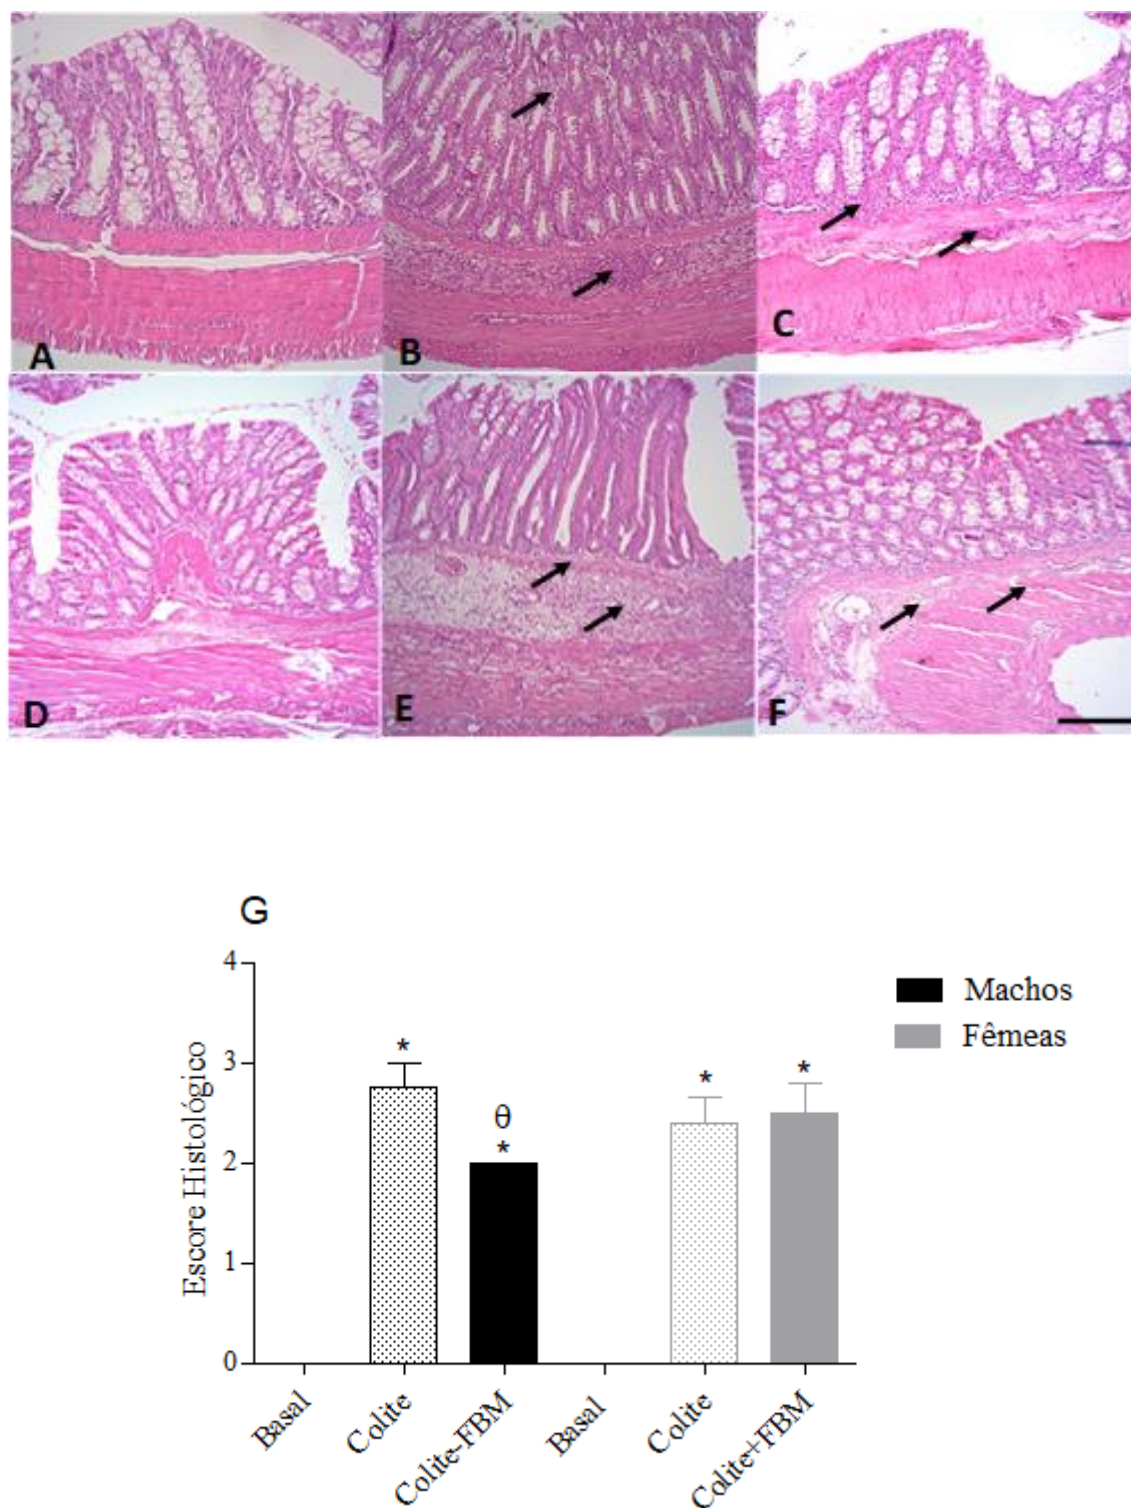 A
B
C
D
E
F
G
4
3
2
1
0
Escore Histológico
*
θ
*
*
*
Machos
Fêmeas
Basal
Colite
Colite-FBM
Basal
Colite
Colite+FBM